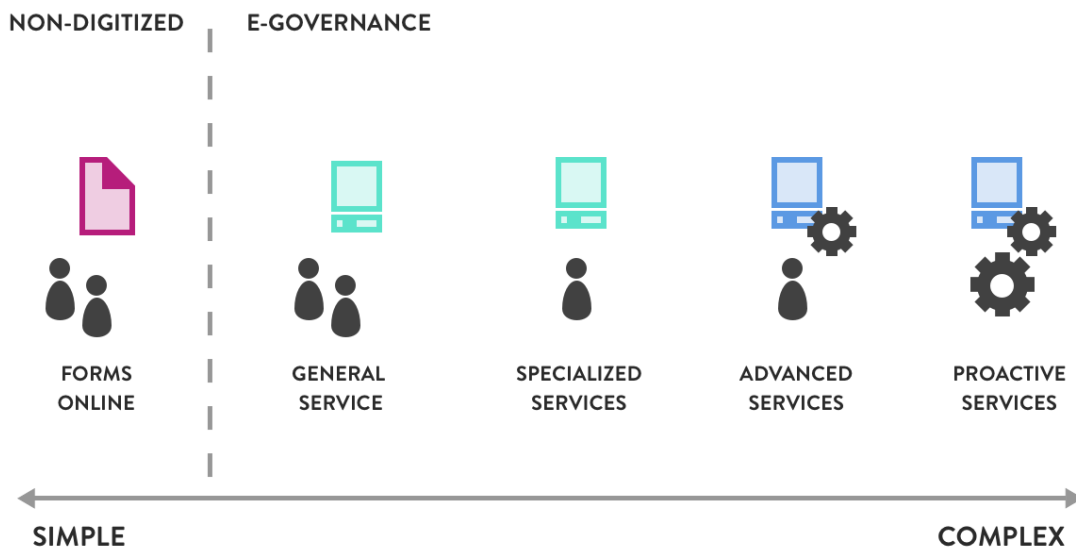 NON-DIGITIZED
E-GOVERNANCE
FORMS
ONLINE
GENERAL
SERVICE
SPECIALIZED
SERVICES
ADVANCED
SERVICES
PROACTIVE
SERVICES
SIMPLE
COMPLEX